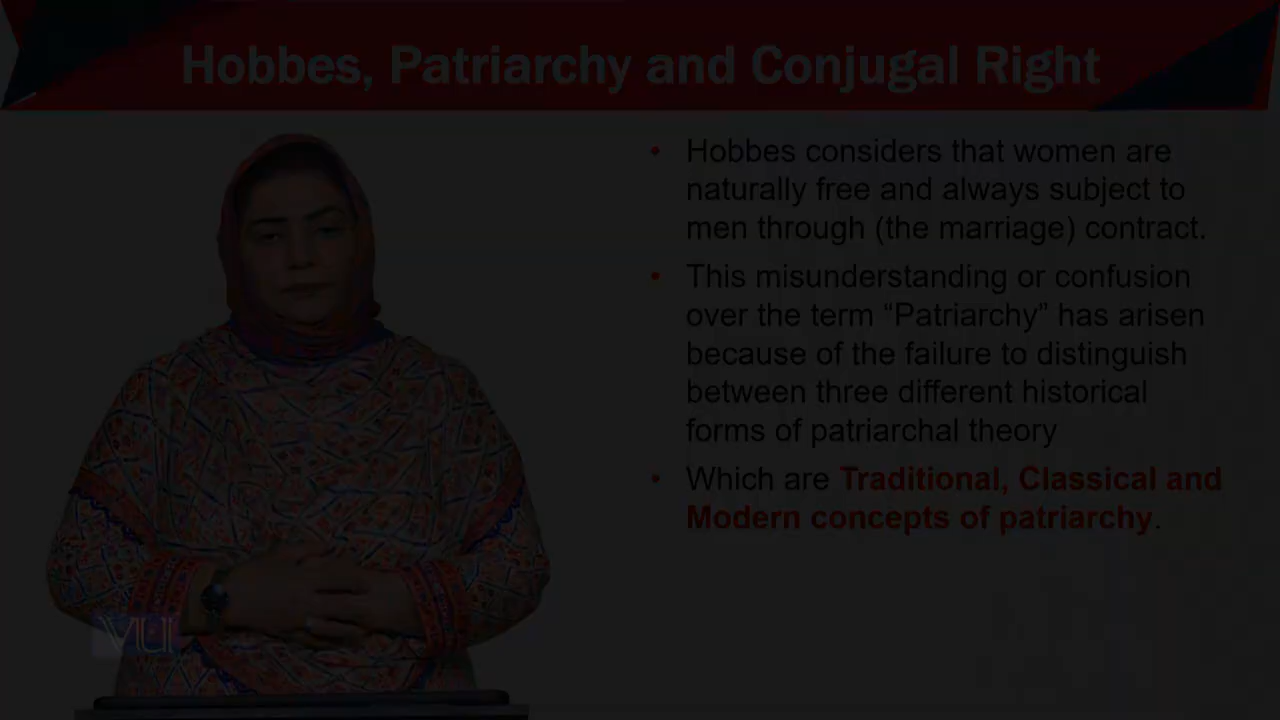 Hobbes, Patriarchy and Conjugal Right
• Hobbes considers that women are
naturally free and always subject to
men through (the marriage) contract.
• This misunderstanding or confusion
over the term “Patriarchy” has arisen
because of the failure to distinguish
between three different historical
forms of patriarchal theory
• Which are Traditional, Classical and
Modern concepts of patriarchy.
VU